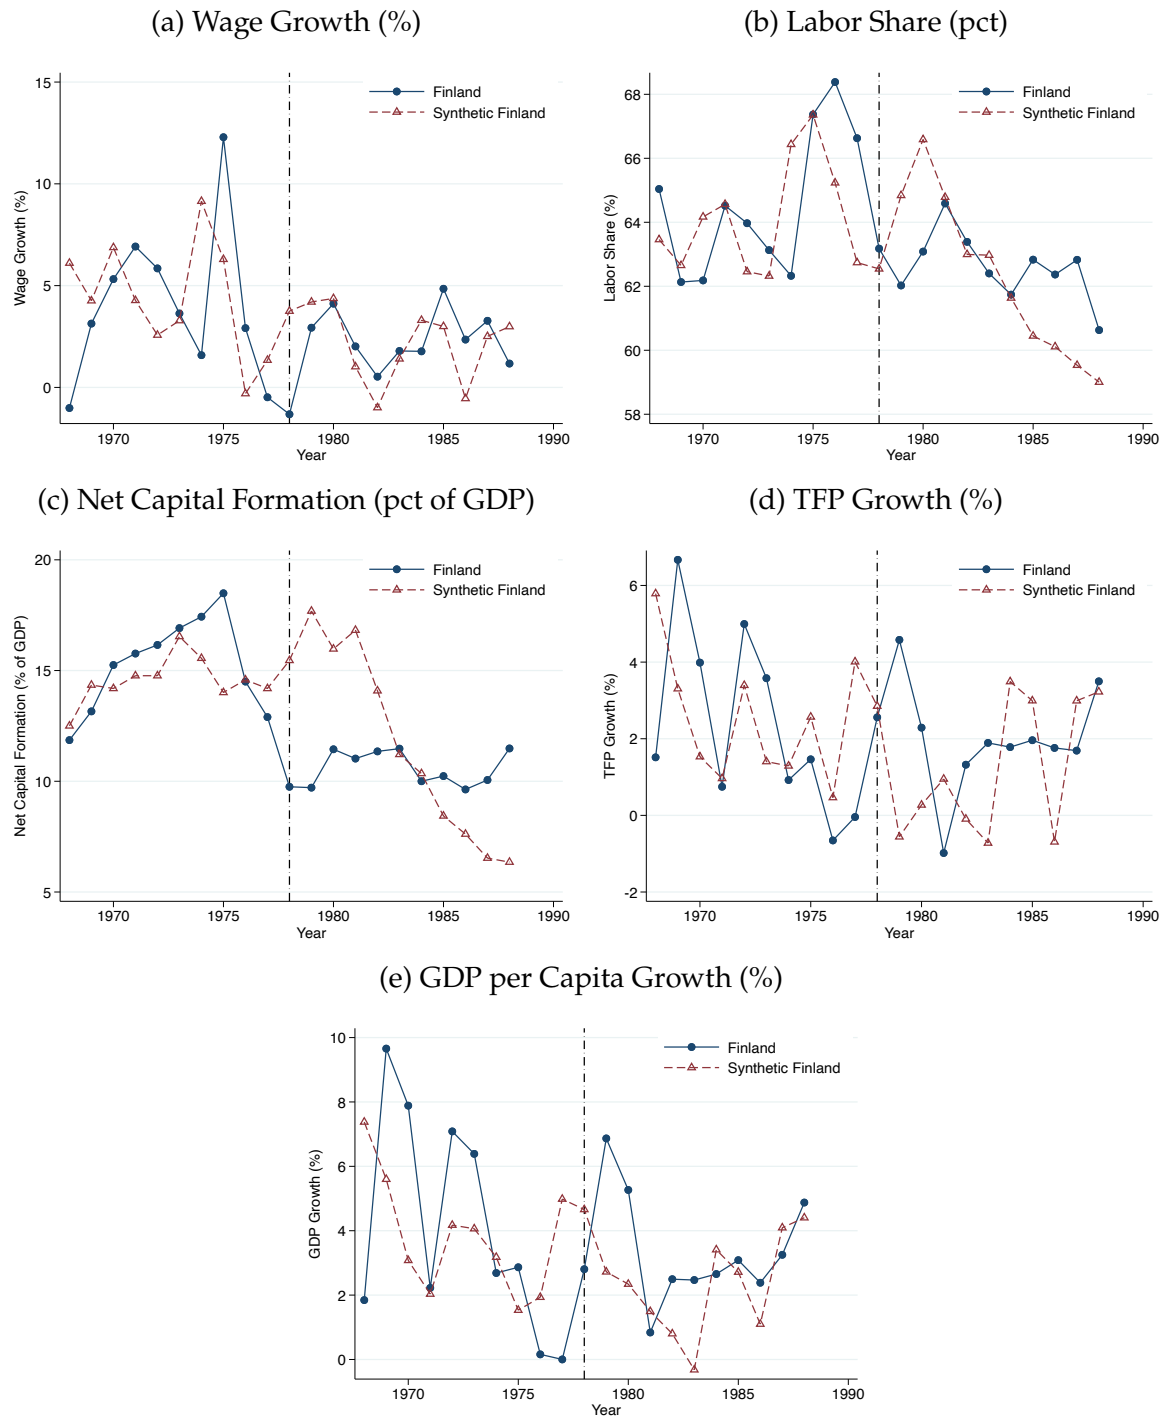 (a) Wage Growth (%)
15
10
5
0
Wage Growth (%)
1970 1975 1980 1985 1990
Year
Finland
Synthetic Finland
(b) Labor Share (pct)
68
66
64
62
60
58
Labor Share (%)
1970 1975 1980 1985 1990
Year
Finland
Synthetic Finland
(c) Net Capital Formation (pct of GDP)
20
15
10
5
Net Capital Formation (% of GDP)
1970 1975 1980 1985 1990
Year
Finland
Synthetic Finland
(d) TFP Growth (%)
6
4
2
0
-2
TFP Growth (%)
1970 1975 1980 1985 1990
Year
Finland
Synthetic Finland
(e) GDP per Capita Growth (%)
10
8
6
4
2
0
GDP Growth (%)
1970 1975 1980 1985 1990
Year
Finland
Synthetic Finland